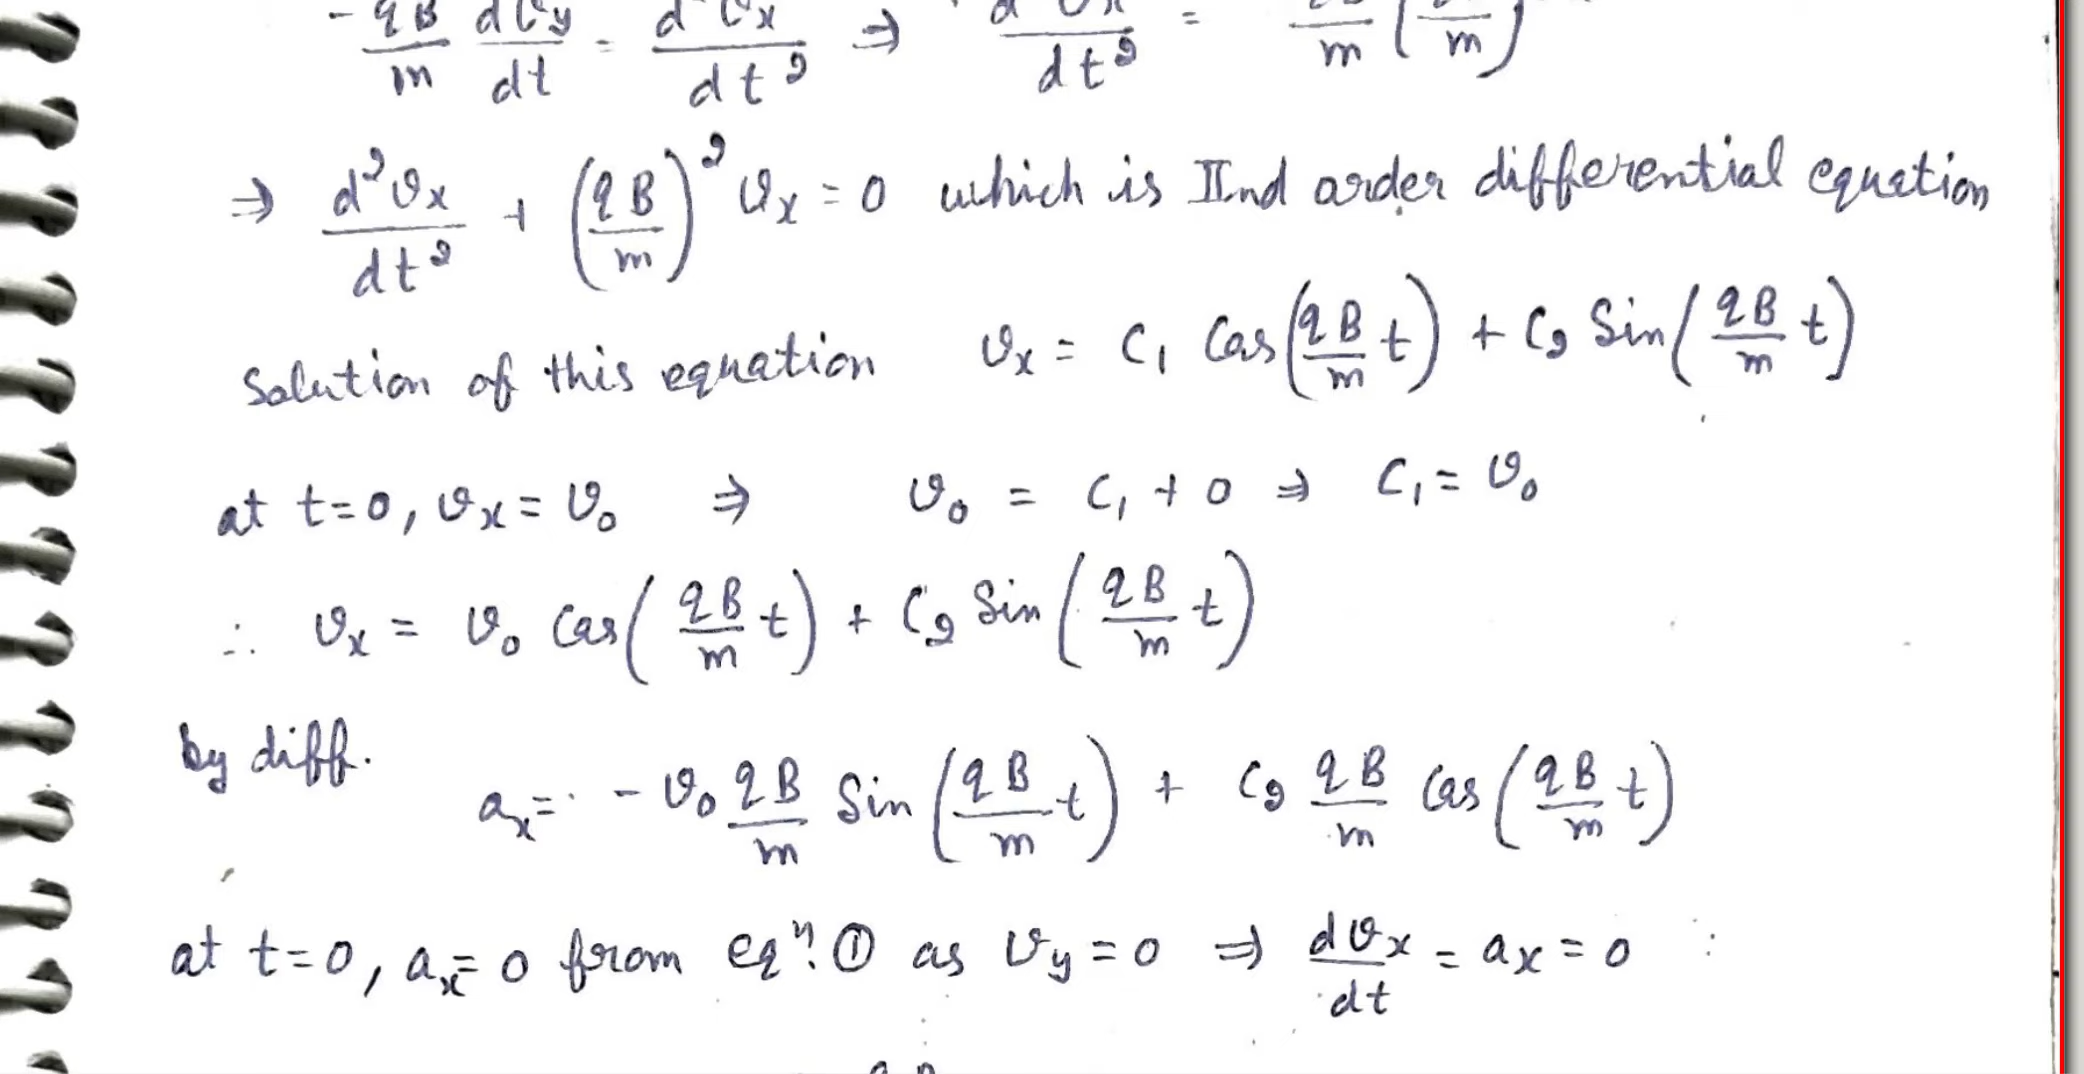 - qB/m dvy/dt = d²vx/dt² ⇒ d²vx/dt² = m ( m )
⇒ d²vx/dt² + (qB/m)² vx = 0 which is IInd order differential equation
Solution of this equation vx = C₁ Cos(qB/m t) + C₂ Sin(qB/m t)
at t=0, vx = v₀ ⇒ v₀ = C₁ + 0 ⇒ C₁ = v₀
∴ vx = v₀ Cos(qB/m t) + C₂ Sin(qB/m t)
by diff.
ax = - v₀ qB/m Sin(qB/m t) + C₂ qB/m Cos(qB/m t)
at t=0, ax = 0 from eqⁿ. ① as vy = 0 ⇒ dvx/dt = ax = 0